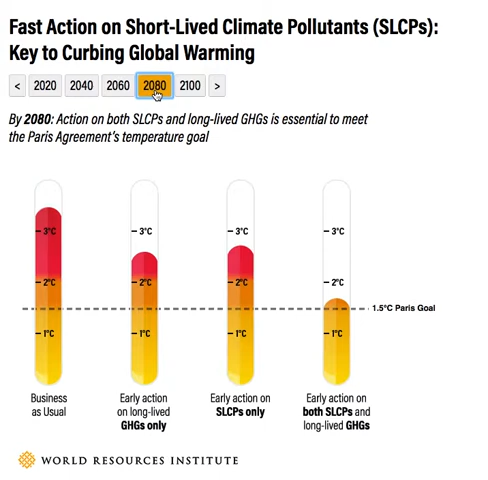 Fast Action on Short-Lived Climate Pollutants (SLCPs):
Key to Curbing Global Warming
< 2020 2040 2060 2080 2100 >
By 2080: Action on both SLCPs and long-lived GHGs is essential to meet
the Paris Agreement's temperature goal
3°C 3°C 3°C 3°C
2°C 2°C 2°C 2°C
1.5°C Paris Goal
1°C 1°C 1°C 1°C
Business
as Usual
Early action
on long-lived
GHGs only
Early action on
SLCPs only
Early action on
both SLCPs and
long-lived GHGs
WORLD RESOURCES INSTITUTE